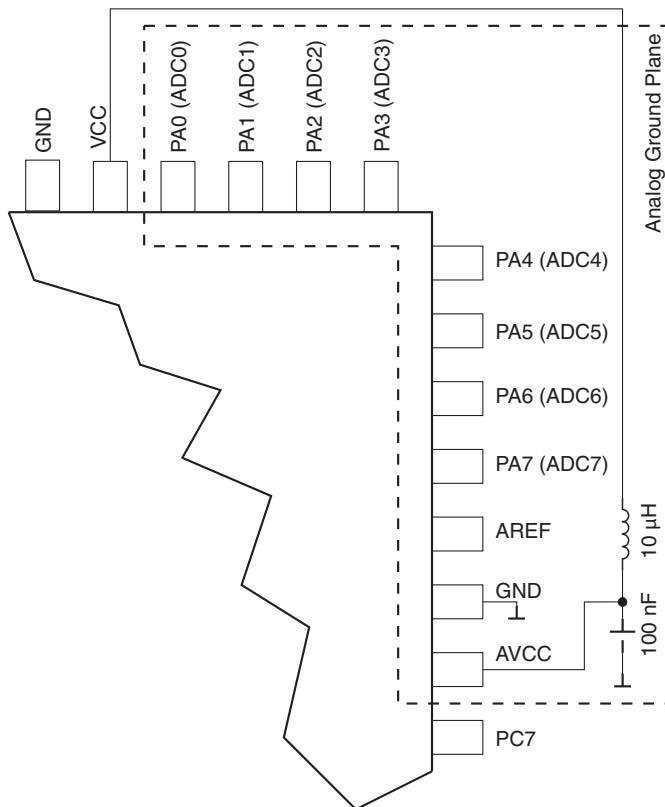 GND
VCC
PA0 (ADC0)
PA1 (ADC1)
PA2 (ADC2)
PA3 (ADC3)
Analog Ground Plane
PA4 (ADC4)
PA5 (ADC5)
PA6 (ADC6)
PA7 (ADC7)
AREF
10 µH
GND
AVCC
100 nF
PC7